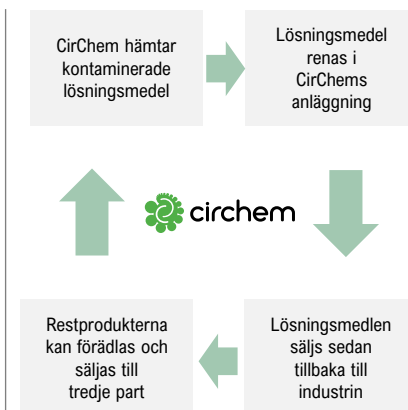 CirChem hämtar
kontaminerade
lösningsmedel
Lösningsmedel
renas i
CirChems
anläggning
circhem
Restprodukterna
kan förädlas och
säljas till
tredje part
Lösningsmedlen
säljs sedan
tillbaka till
industrin